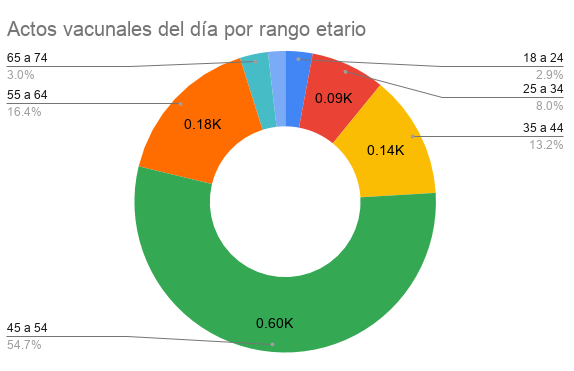 Actos vacunales del día por rango etario
65 a 74
3.0%
55 a 64
16.4%
45 a 54
54.7%
18 a 24
2.9%
25 a 34
8.0%
35 a 44
13.2%
0.09K
0.18K
0.14K
0.60K